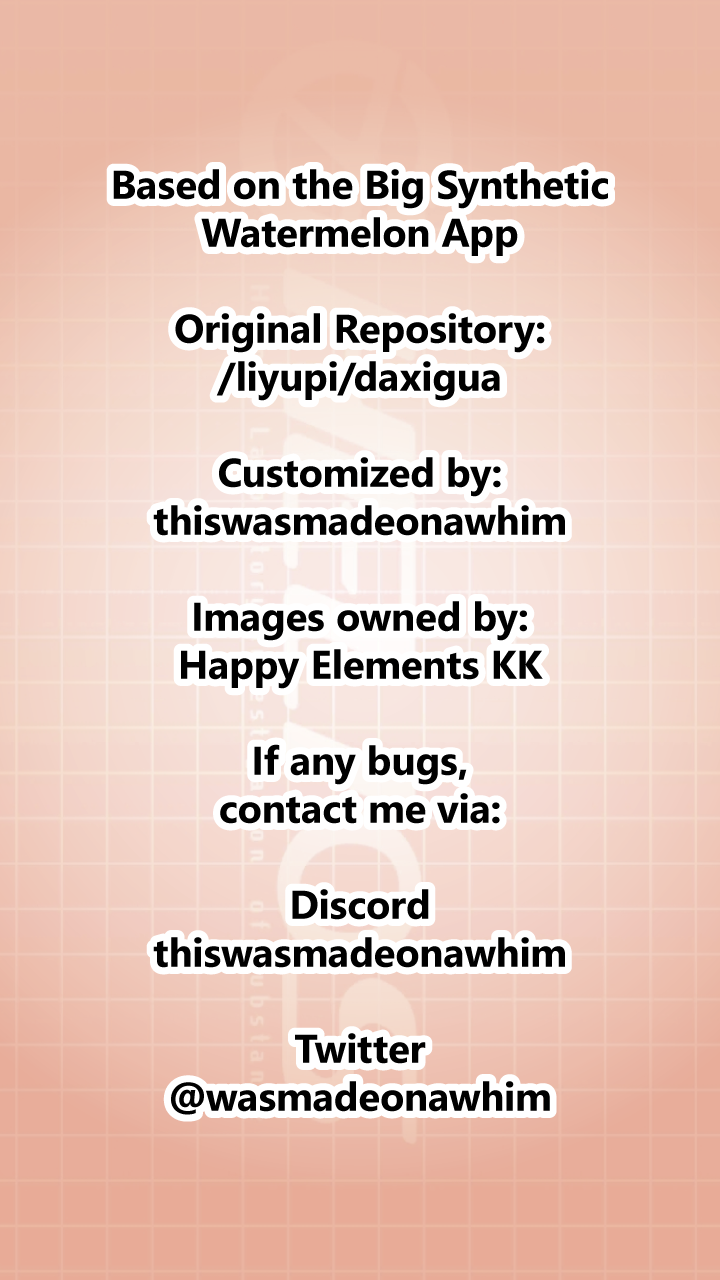 Based on the Big Synthetic
Watermelon App
Original Repository:
/liyupi/daxigua
Customized by:
thiswasmadeonawhim
Images owned by:
Happy Elements KK
If any bugs,
contact me via:
Discord
thiswasmadeonawhim
Twitter
@wasmadeonawhim